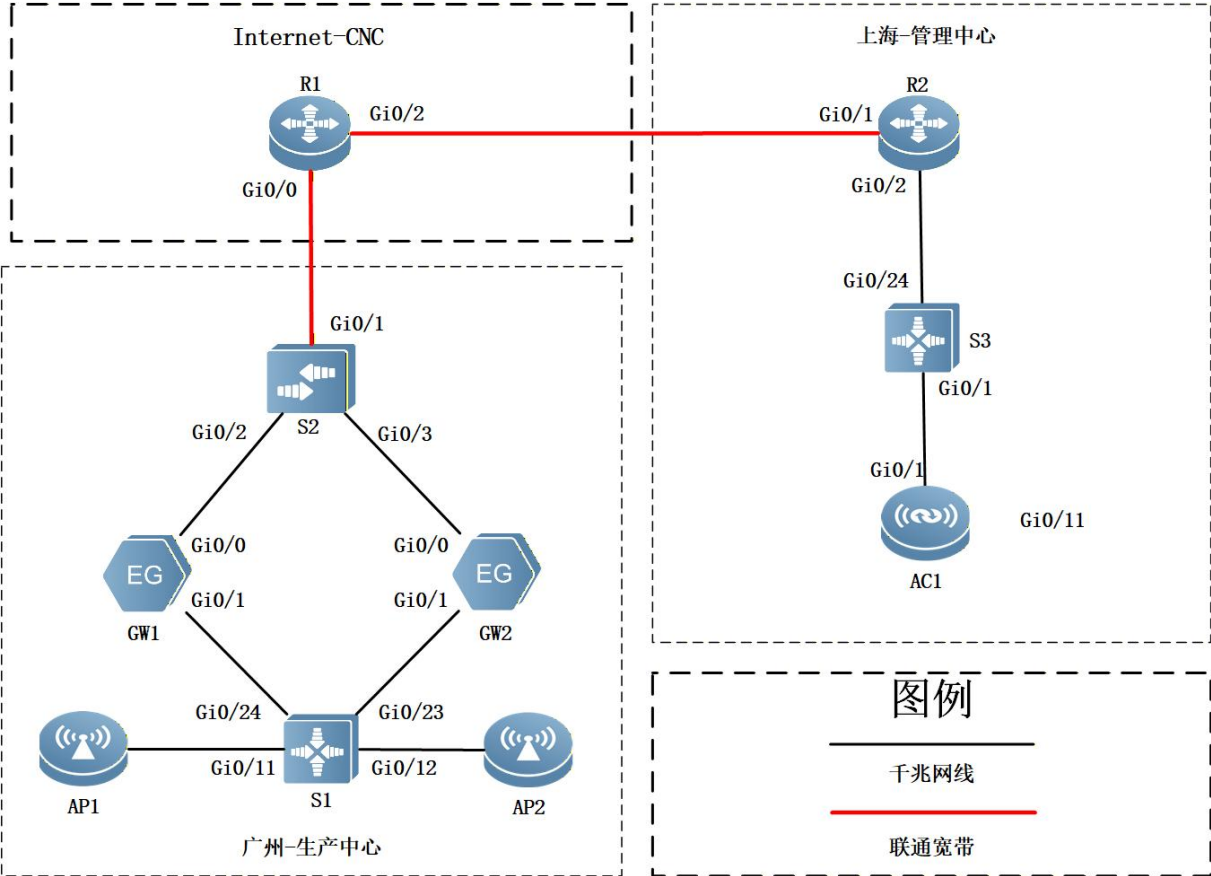 Internet-CNC
R1
Gi0/2
Gi0/0
上海-管理中心
R2
Gi0/1
Gi0/2
Gi0/24
S3
Gi0/1
Gi0/1
Gi0/11
AC1
Gi0/1
S2
Gi0/2
Gi0/3
Gi0/0
Gi0/0
EG
EG
Gi0/1
Gi0/1
GW1
GW2
Gi0/24
Gi0/23
Gi0/11
Gi0/12
AP1
S1
AP2
广州-生产中心
图例
千兆网线
联通宽带